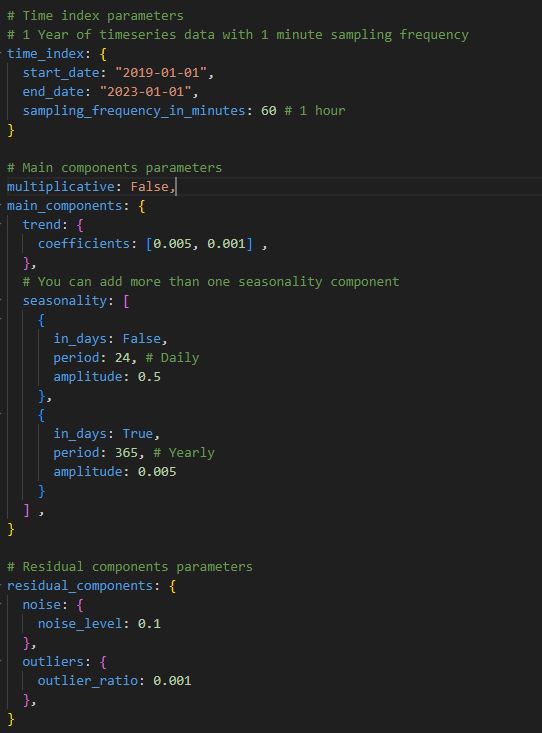 # Time index parameters
# 1 Year of timeseries data with 1 minute sampling frequency
time_index: {
  start_date: "2019-01-01",
  end_date: "2023-01-01",
  sampling_frequency_in_minutes: 60 # 1 hour
}

# Main components parameters
multiplicative: False,
main_components: {
  trend: {
    coefficients: [0.005, 0.001] ,
  },
  # You can add more than one seasonality component
  seasonality: [
    {
      in_days: False,
      period: 24, # Daily
      amplitude: 0.5
    },
    {
      in_days: True,
      period: 365, # Yearly
      amplitude: 0.005
    }
  ] ,
}

# Residual components parameters
residual_components: {
  noise: {
    noise_level: 0.1
  },
  outliers: {
    outlier_ratio: 0.001
  },
}